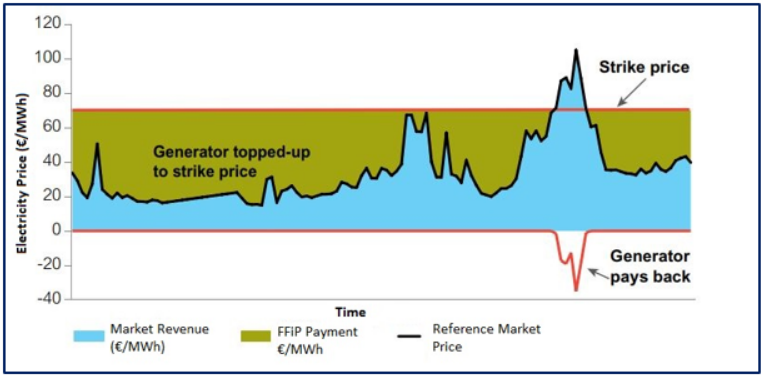 Electricity Price (€/MWh)
120
100
80
60
40
20
0
-20
-40
Strike price
Generator topped-up
to strike price
Generator
pays back
Time
Market Revenue
(€/MWh)
FFiP Payment
€/MWh
Reference Market
Price